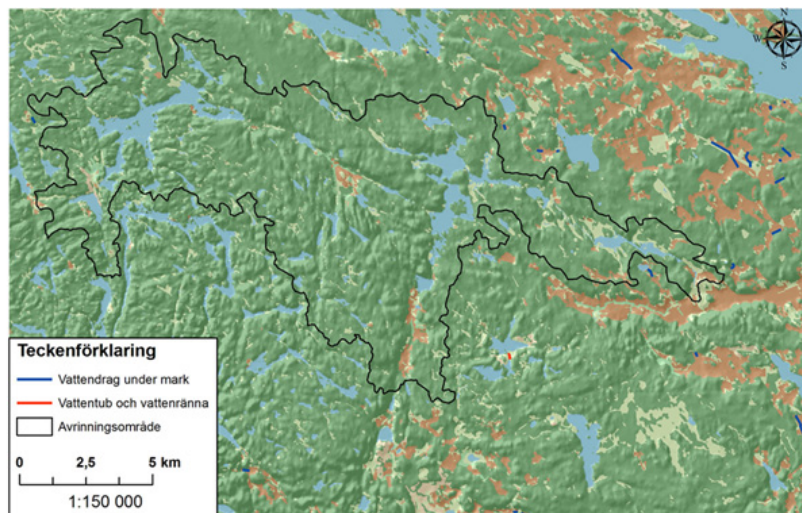 N
W E
S
Teckenförklaring
Vattendrag under mark
Vattentub och vattenränna
Avrinningsområde
0 2,5 5 km
1:150 000